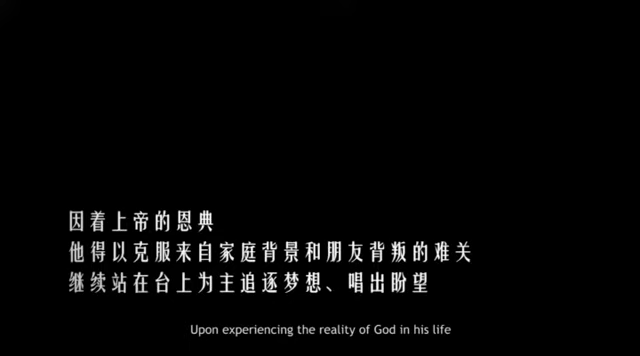 因着上帝的恩典
他得以克服来自家庭背景和朋友背叛的难关
继续站在台上为主追逐梦想、唱出盼望
Upon experiencing the reality of God in his life